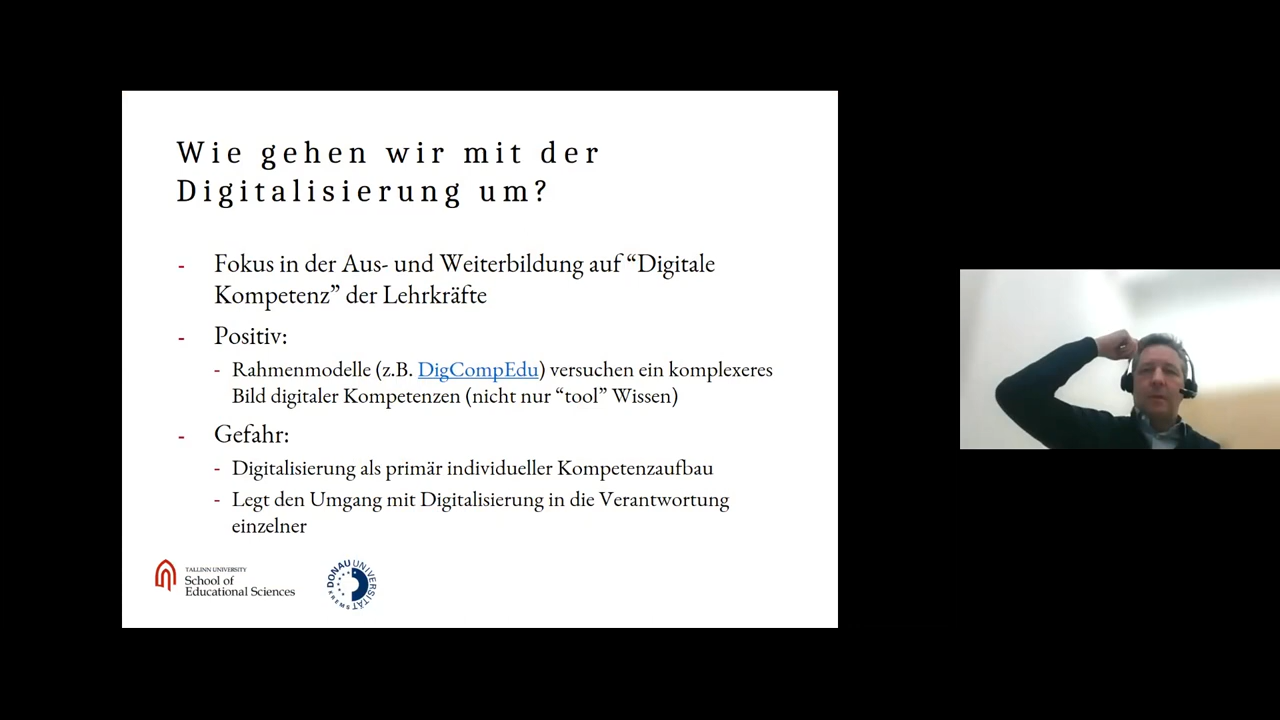 Wie gehen wir mit der
Digitalisierung um?
- Fokus in der Aus- und Weiterbildung auf “Digitale
Kompetenz” der Lehrkräfte
- Positiv:
- Rahmenmodelle (z.B. DigCompEdu) versuchen ein komplexeres
Bild digitaler Kompetenzen (nicht nur “tool” Wissen)
- Gefahr:
- Digitalisierung als primär individueller Kompetenzaufbau
- Legt den Umgang mit Digitalisierung in die Verantwortung
einzelner
TALLINN UNIVERSITY
School of
Educational Sciences
DONAU UNIVERSITÄT
KREMS